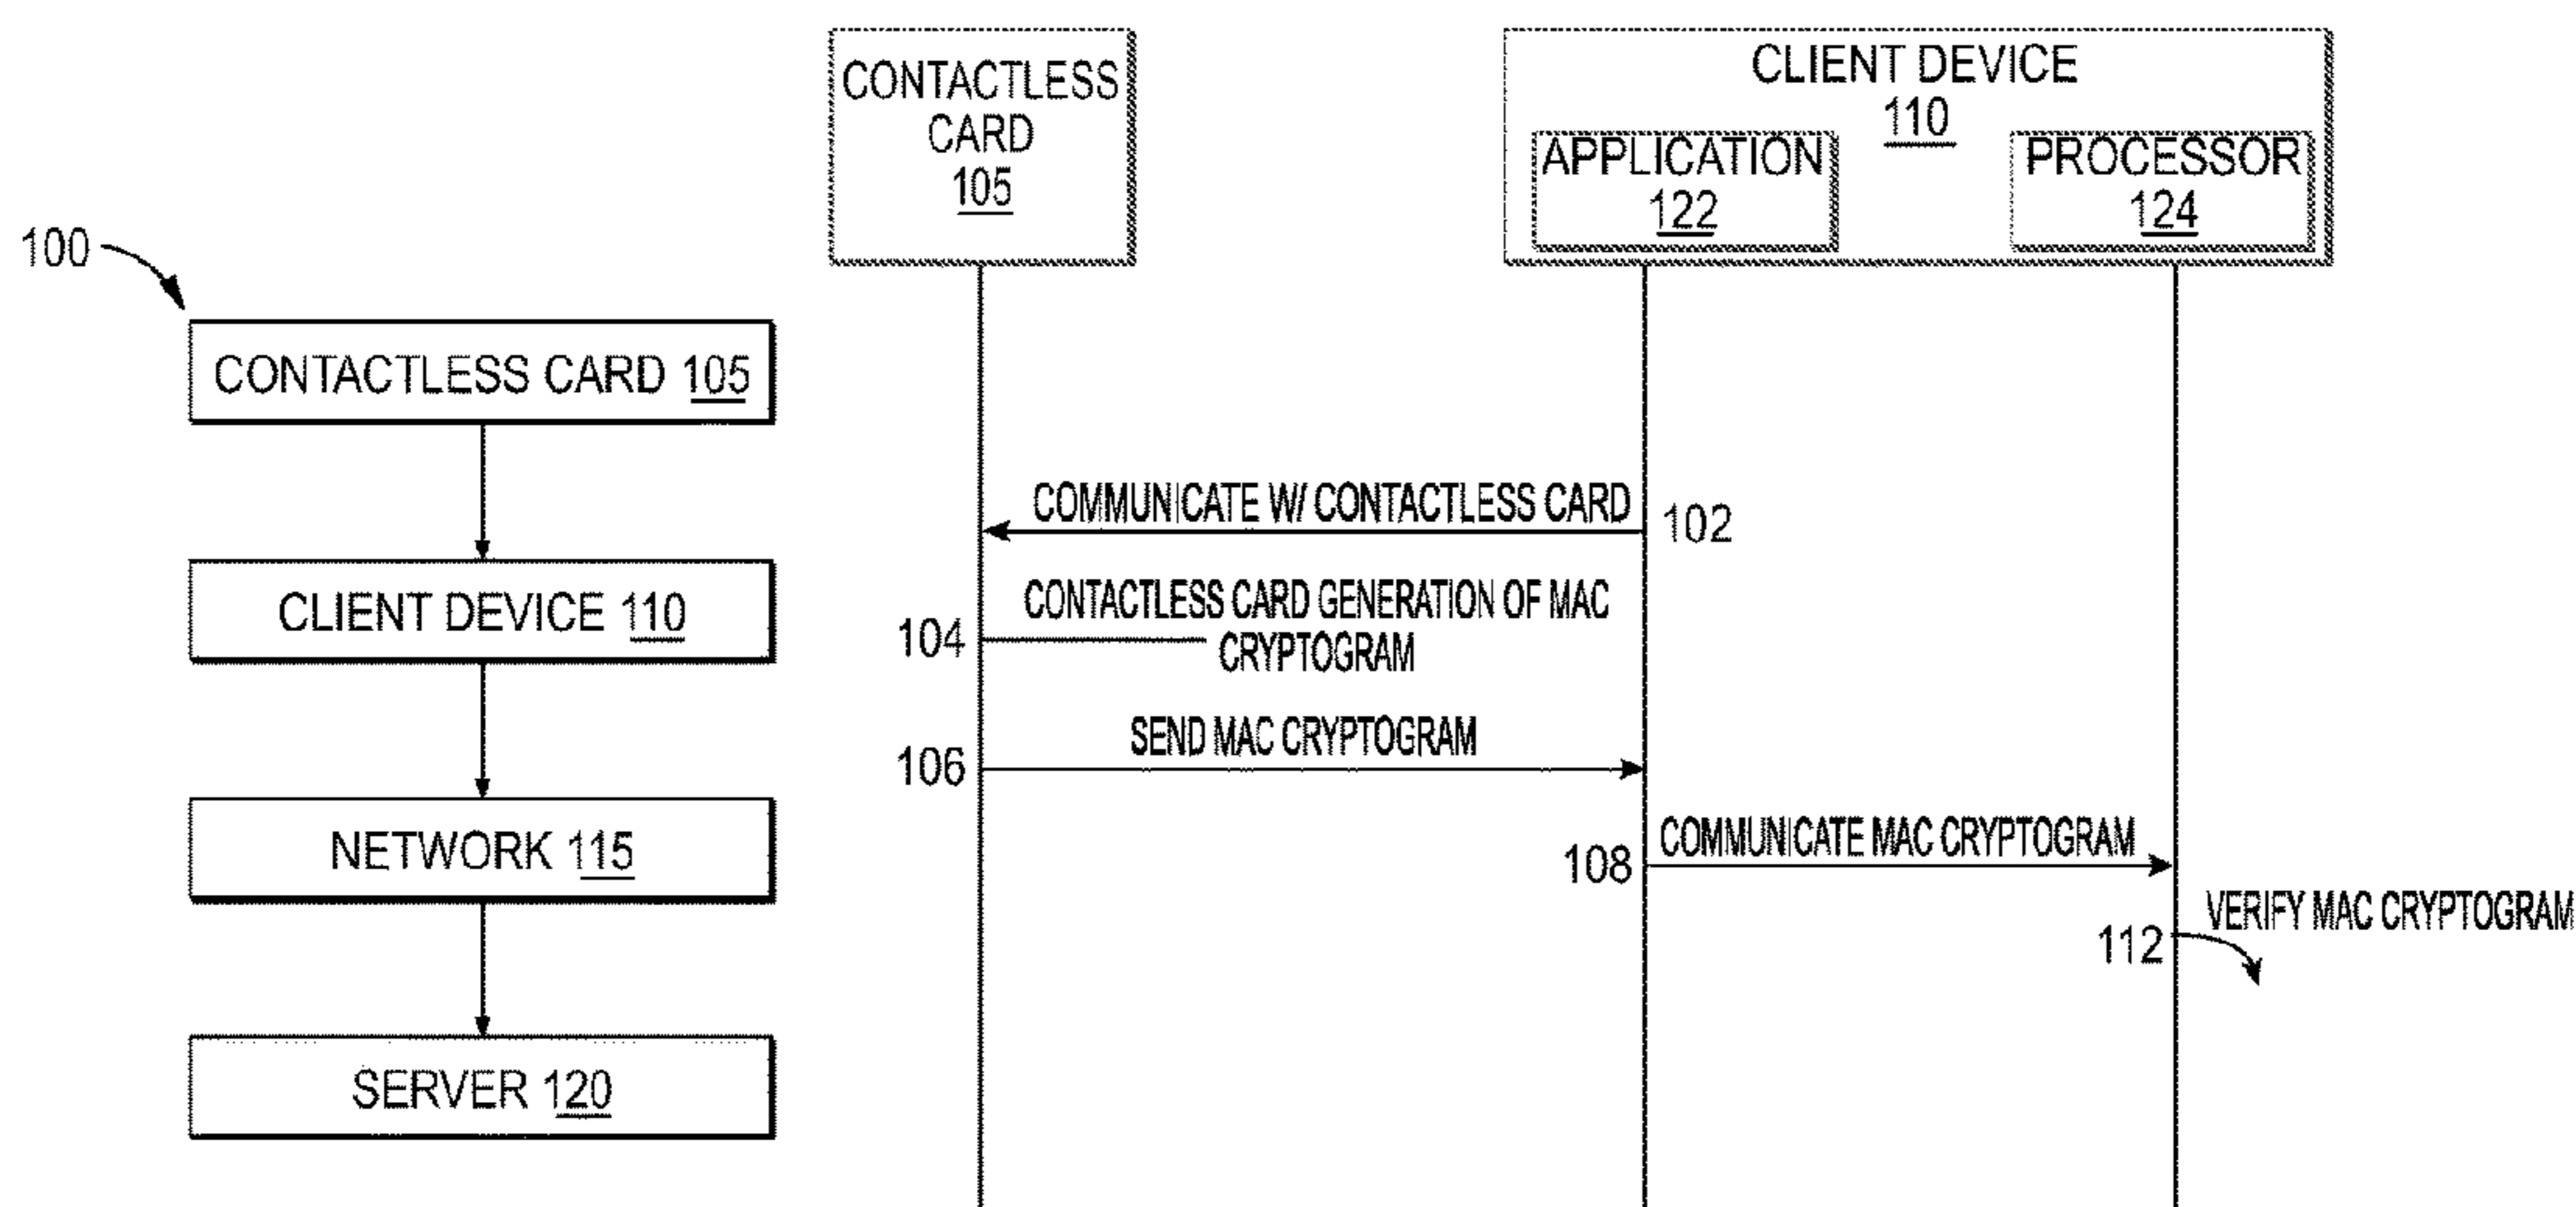 100
CONTACTLESS CARD 105
CLIENT DEVICE 110
NETWORK 115
SERVER 120
CONTACTLESS
CARD
105
CLIENT DEVICE
110
APPLICATION
122
PROCESSOR
124
COMMUNICATE W/ CONTACTLESS CARD
102
CONTACTLESS CARD GENERATION OF MAC
104
CRYPTOGRAM
SEND MAC CRYPTOGRAM
106
COMMUNICATE MAC CRYPTOGRAM
108
VERIFY MAC CRYPTOGRAM
112